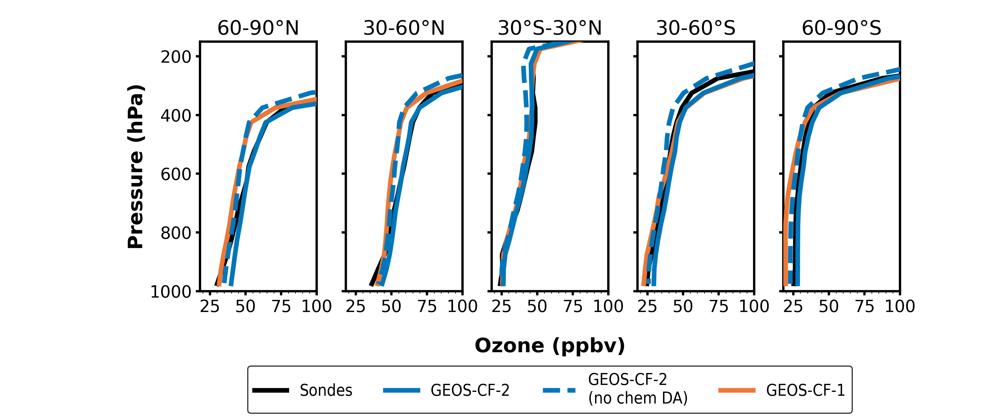 60-90°N 30-60°N 30°S-30°N 30-60°S 60-90°S
Pressure (hPa)
200
400
600
800
1000
25 50 75 100 25 50 75 100 25 50 75 100 25 50 75 100 25 50 75 100
Ozone (ppbv)
Sondes
GEOS-CF-2
GEOS-CF-2
(no chem DA)
GEOS-CF-1